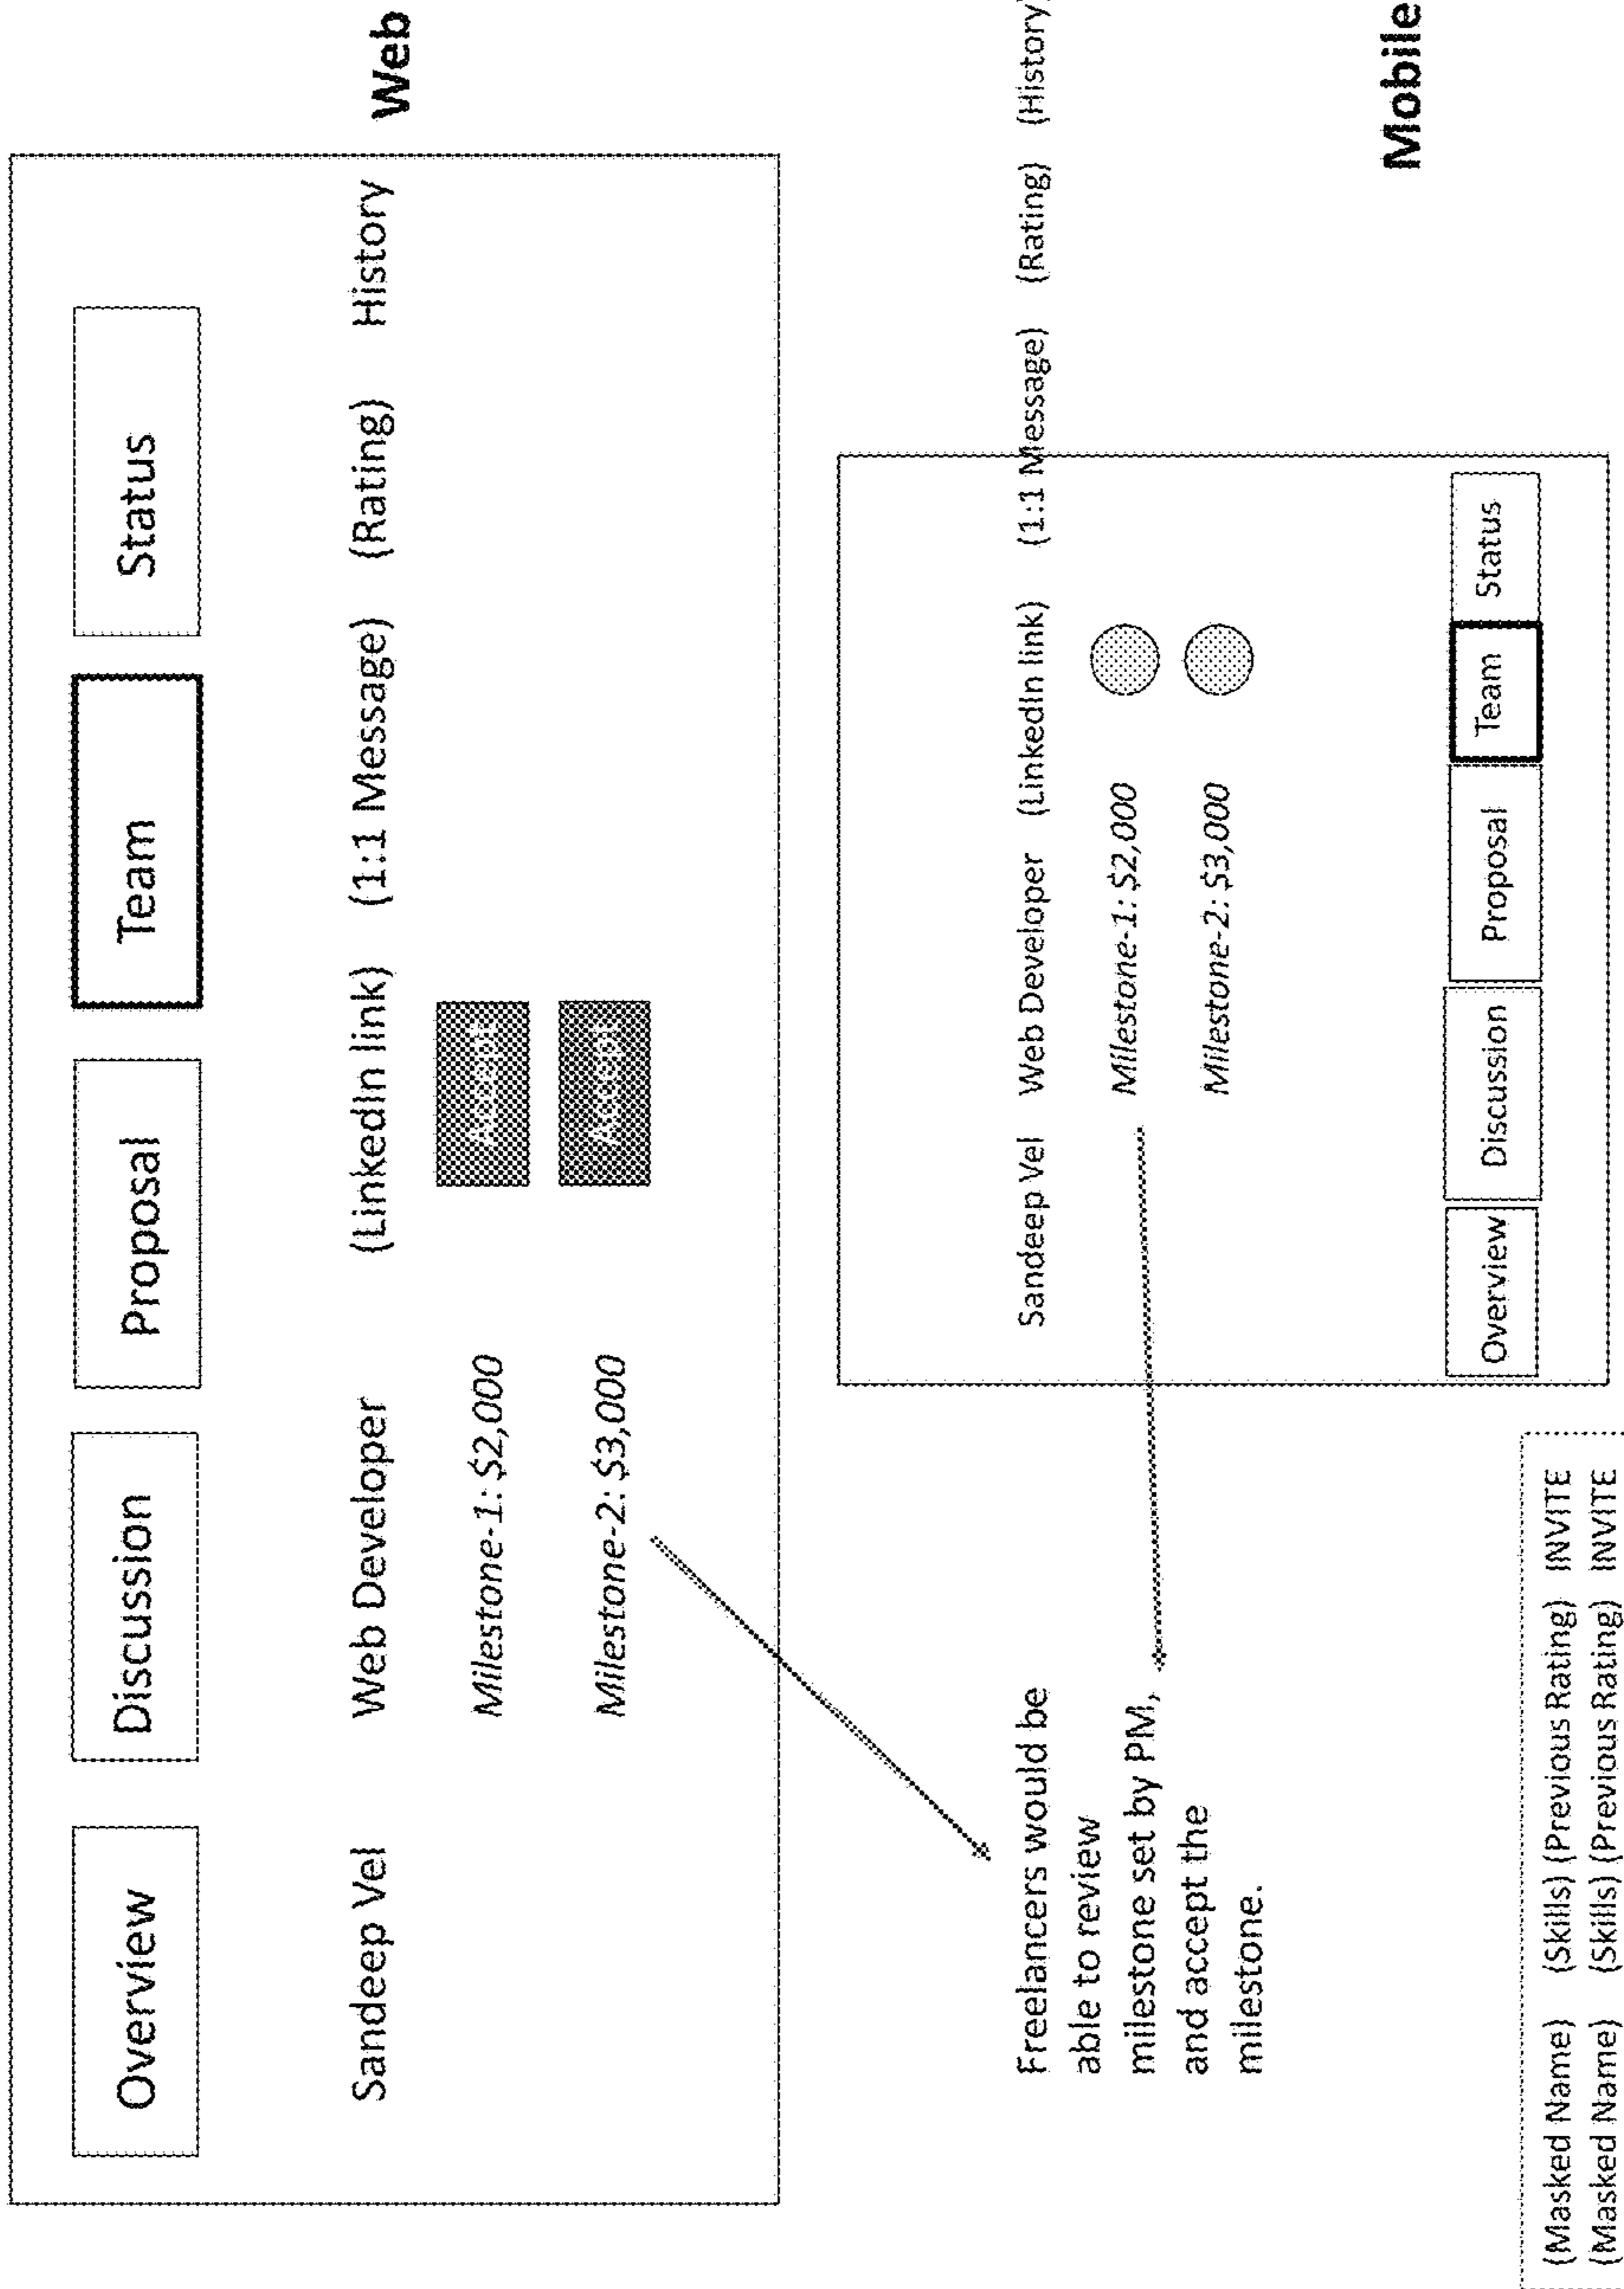 Overview Discussion Proposal Team Status
Sandeep Vel Web Developer (LinkedIn link) (1:1 Message) (Rating) History
Milestone-1: $2,000 Accept
Milestone-2: $3,000 Accept
Web
Freelancers would be
able to review
milestone set by PM,
and accept the
milestone.
Sandeep Vel Web Developer (LinkedIn link) (1:1 Message) (Rating) (History)
Milestone-1: $2,000
Milestone-2: $3,000
Overview Discussion Proposal Team Status
Mobile
(Masked Name) (Skills) (Previous Rating) INVITE
(Masked Name) (Skills) (Previous Rating) INVITE